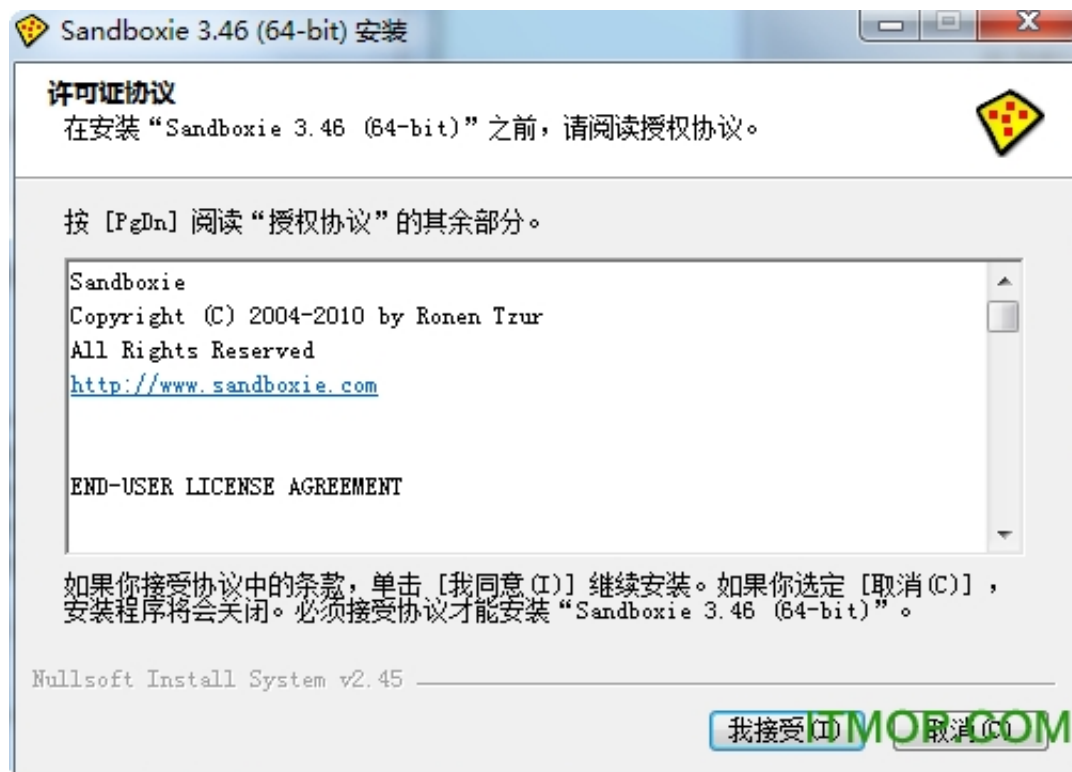 Sandboxie 3.46 (64-bit) 安装
许可证协议
在安装“Sandboxie 3.46 (64-bit)”之前，请阅读授权协议。
按 [PgDn] 阅读“授权协议”的其余部分。
Sandboxie
Copyright (C) 2004-2010 by Ronen Tzur
All Rights Reserved
http://www.sandboxie.com
END-USER LICENSE AGREEMENT
如果你接受协议中的条款，单击 [我同意(I)] 继续安装。如果你选定 [取消(C)] ，
安装程序将会关闭。必须接受协议才能安装“Sandboxie 3.46 (64-bit)”。
Nullsoft Install System v2.45
我接受(I)
取消(C)
ITMOP.COM